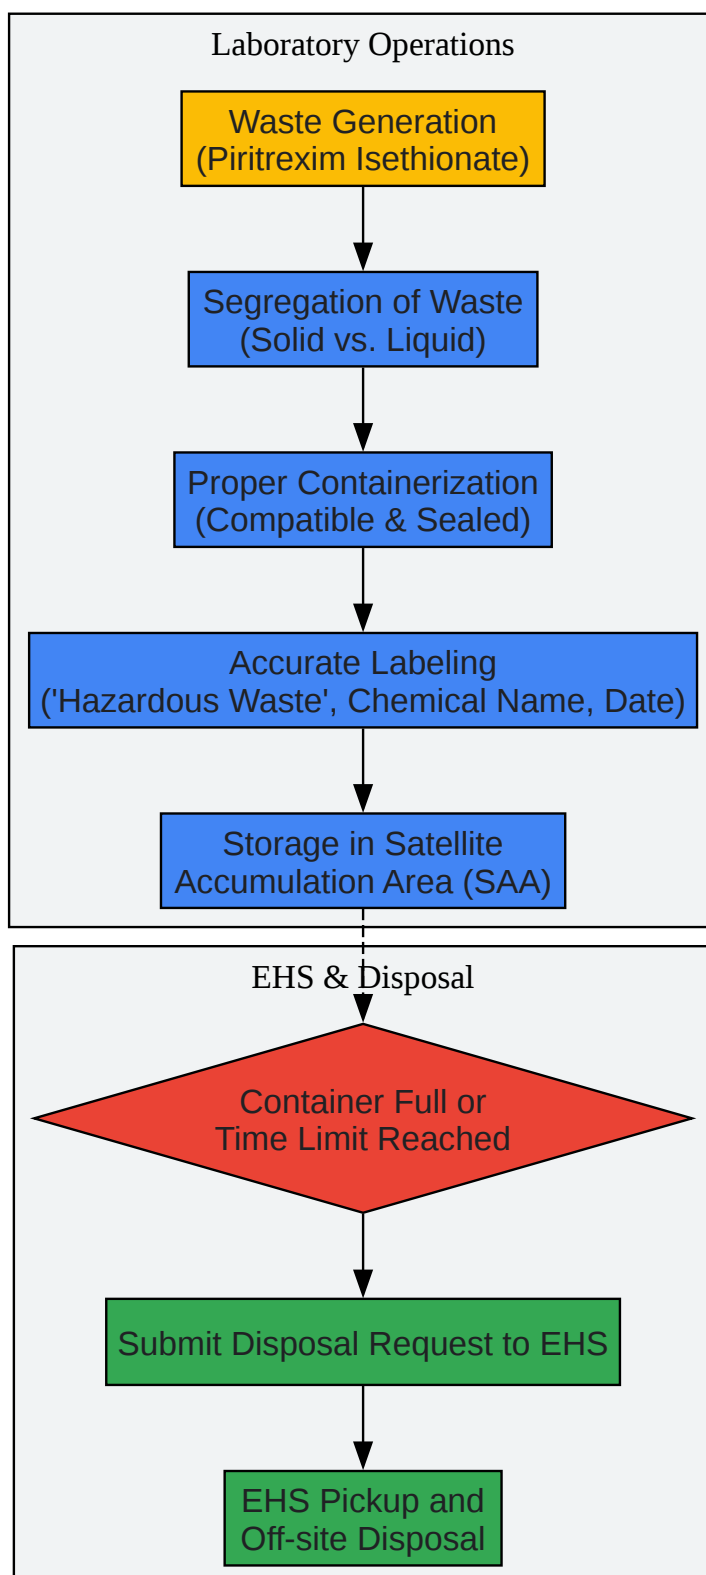 Laboratory Operations
Waste Generation
(Piritrexim Isethionate)
Segregation of Waste
(Solid vs. Liquid)
Proper Containerization
(Compatible & Sealed)
Accurate Labeling
('Hazardous Waste', Chemical Name, Date)
Storage in Satellite
Accumulation Area (SAA)
EHS & Disposal
Container Full or
Time Limit Reached
Submit Disposal Request to EHS
EHS Pickup and
Off-site Disposal